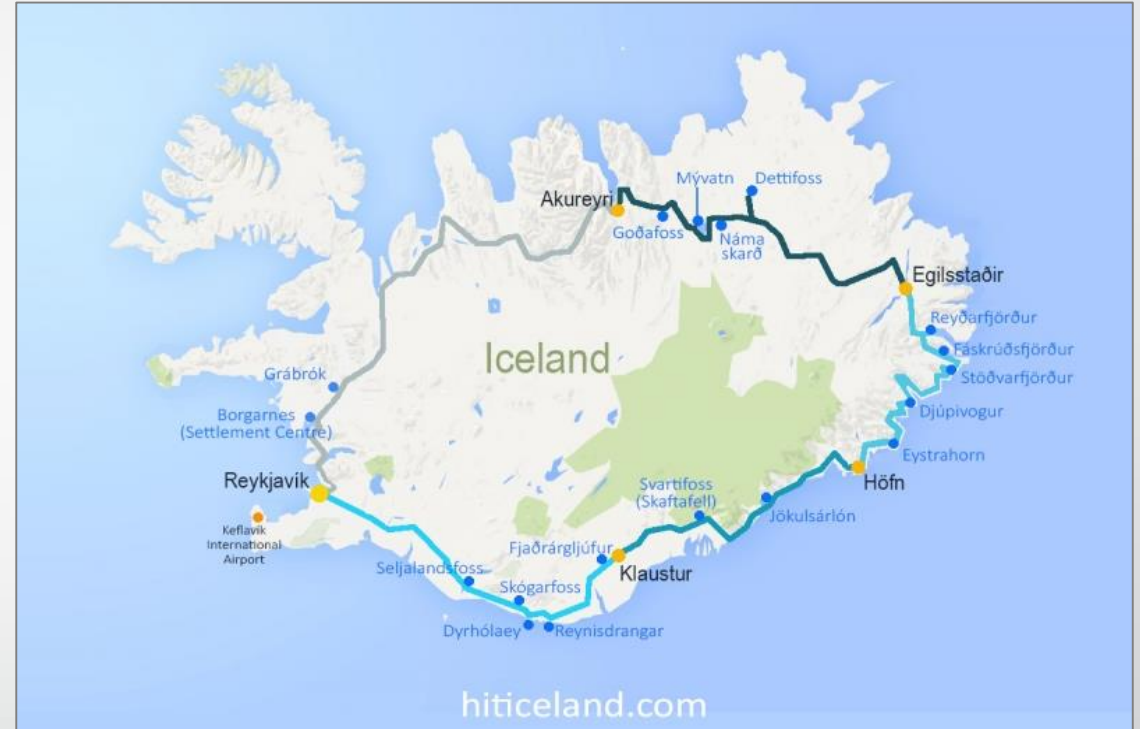 Mývatn
Dettifoss
Akureyri
Goðafoss
Náma
skarð
Egilsstaðir
Reyðarfjörður
Fáskrúðsfjörður
Stöðvarfjörður
Iceland
Grábrók
Djúpivogur
Borgarnes
(Settlement Centre)
Eystrahorn
Reykjavík
Höfn
Svartifoss
(Skaftafell)
Jökulsárlón
Keflavík
International
Airport
Fjaðrárgljúfur
Seljalandsfoss
Klaustur
Skógarfoss
Dyrhólaey
Reynisdrangar
hiticeland.com